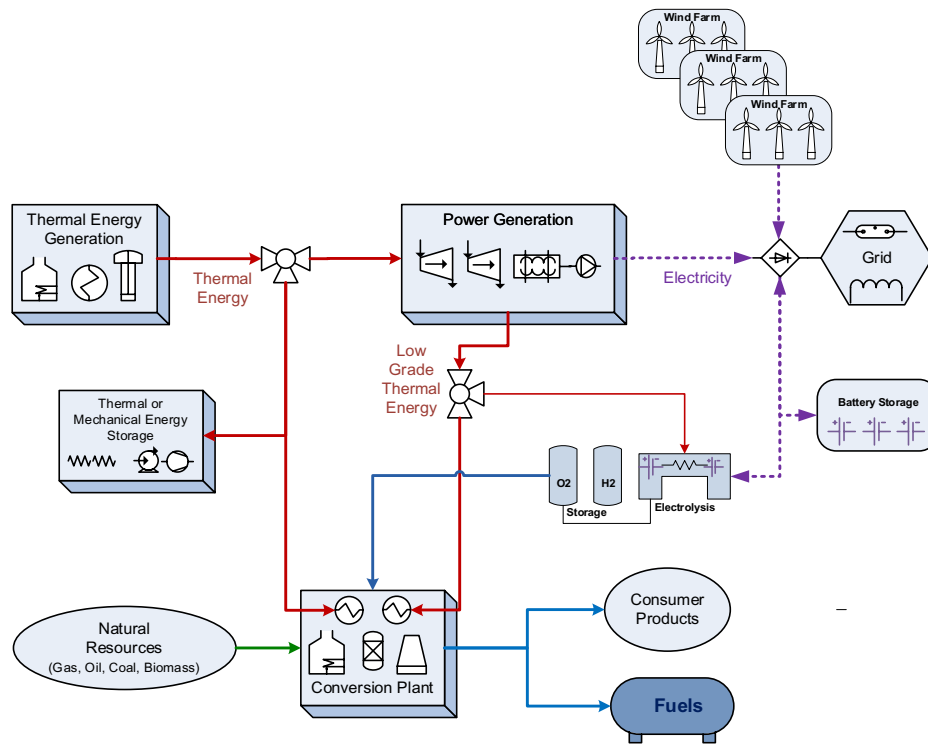 Wind Farm
Wind Farm
Wind Farm
Thermal Energy
Generation
Power Generation
Grid
Thermal
Energy
Electricity
Low
Grade
Thermal
Energy
Thermal or
Mechanical Energy
Storage
Battery Storage
+ + +
O2
H2
+ +
Storage
Electrolysis
Natural
Resources
(Gas, Oil, Coal, Biomass)
Conversion Plant
Consumer
Products
–
Fuels